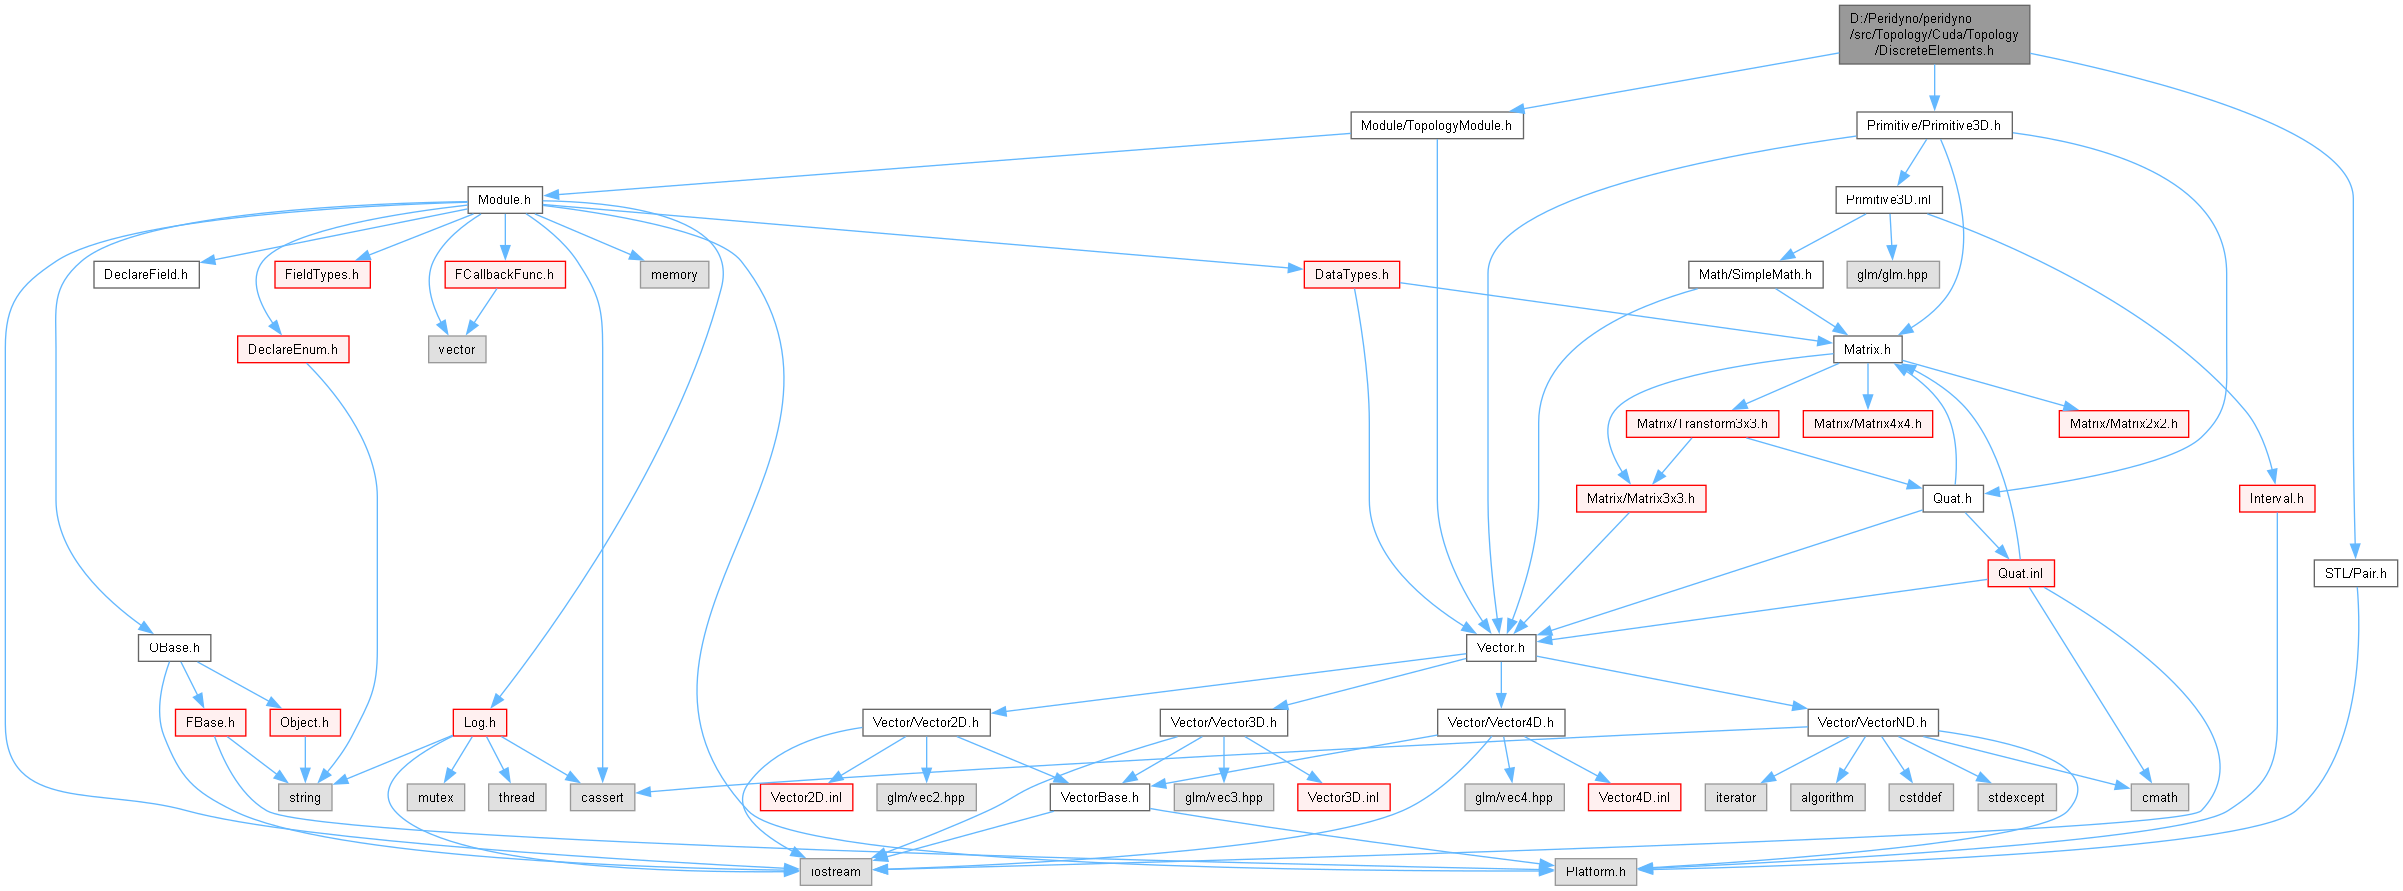 D:/Peridyno/peridyno
/src/Topology/Cuda/Topology
/DiscreteElements.h
Module/TopologyModule.h
Primitive/Primitive3D.h
Module.h
Primitive3D.inl
DeclareField.h
FieldTypes.h
FCallbackFunc.h
memory
DataTypes.h
Math/SimpleMath.h
glm/glm.hpp
DeclareEnum.h
vector
Matrix.h
Matrix/Transform3x3.h
Matrix/Matrix4x4.h
Matrix/Matrix2x2.h
Matrix/Matrix3x3.h
Quat.h
Interval.h
Quat.inl
STL/Pair.h
OBase.h
Vector.h
FBase.h
Object.h
Log.h
Vector/Vector2D.h
Vector/Vector3D.h
Vector/Vector4D.h
Vector/VectorND.h
string
mutex
thread
cassert
Vector2D.inl
glm/vec2.hpp
VectorBase.h
glm/vec3.hpp
Vector3D.inl
glm/vec4.hpp
Vector4D.inl
iterator
algorithm
cstddef
stdexcept
cmath
iostream
Platform.h